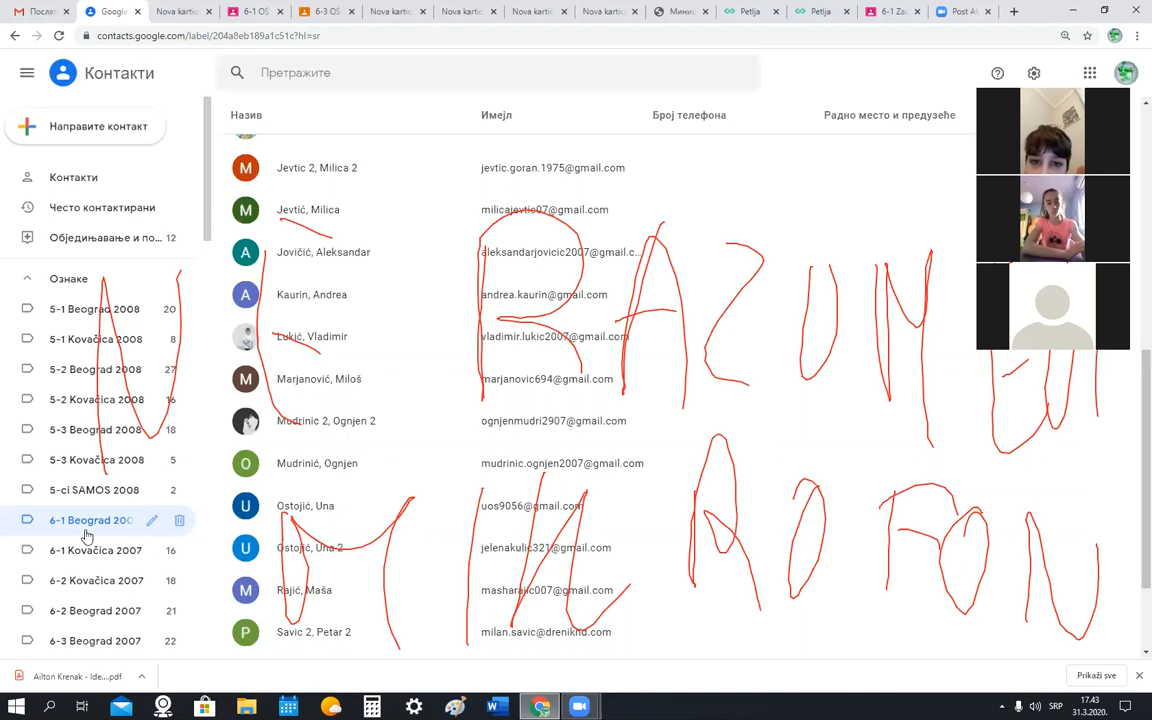 Послат
Google
Nova kartic
6-1 OŠ
6-3 OŠ
Nova kartic
Nova kartic
Nova kartic
Nova kartic
Минис
Petlja
Petlja
6-1 Zad
Post At
contacts.google.com/label/204a8eb189a1c51c?hl=sr
Контакти
Претражите
Направите контакт
Контакти
Често контактирани
Обједињавање и по... 12
Ознаке
5-1 Beograd 2008 20
5-1 Kovačica 2008 8
5-2 Beograd 2008 27
5-2 Kovačica 2008 16
5-3 Beograd 2008 18
5-3 Kovačica 2008 5
5-ci SAMOS 2008 2
6-1 Beograd 200
6-1 Kovačica 2007 16
6-2 Kovačica 2007 18
6-2 Beograd 2007 21
6-3 Beograd 2007 22
Назив Имејл Број телефона Радно место и предузеће
M Jevtic 2, Milica 2 jevtic.goran.1975@gmail.com
M Jevtić, Milica milicajevtic07@gmail.com
A Jovičić, Aleksandar aleksandarjovicic2007@gmail.c...
A Kaurin, Andrea andrea.kaurin@gmail.com
Lukić, Vladimir vladimir.lukic2007@gmail.com
M Marjanović, Miloš marjanovic694@gmail.com
Mudrinic 2, Ognjen 2 ognjenmudri2907@gmail.com
O Mudrinić, Ognjen mudrinic.ognjen2007@gmail.com
U Ostojić, Una uos9056@gmail.com
U Ostojić, Una 2 jelenakulic321@gmail.com
M Rajić, Maša masharajic007@gmail.com
P Savic 2, Petar 2 milan.savic@dreniknd.com
NE RAZUMEM
Ailton Krenak - Ide....pdf
Prikaži sve
SRP
17.43
31.3.2020.